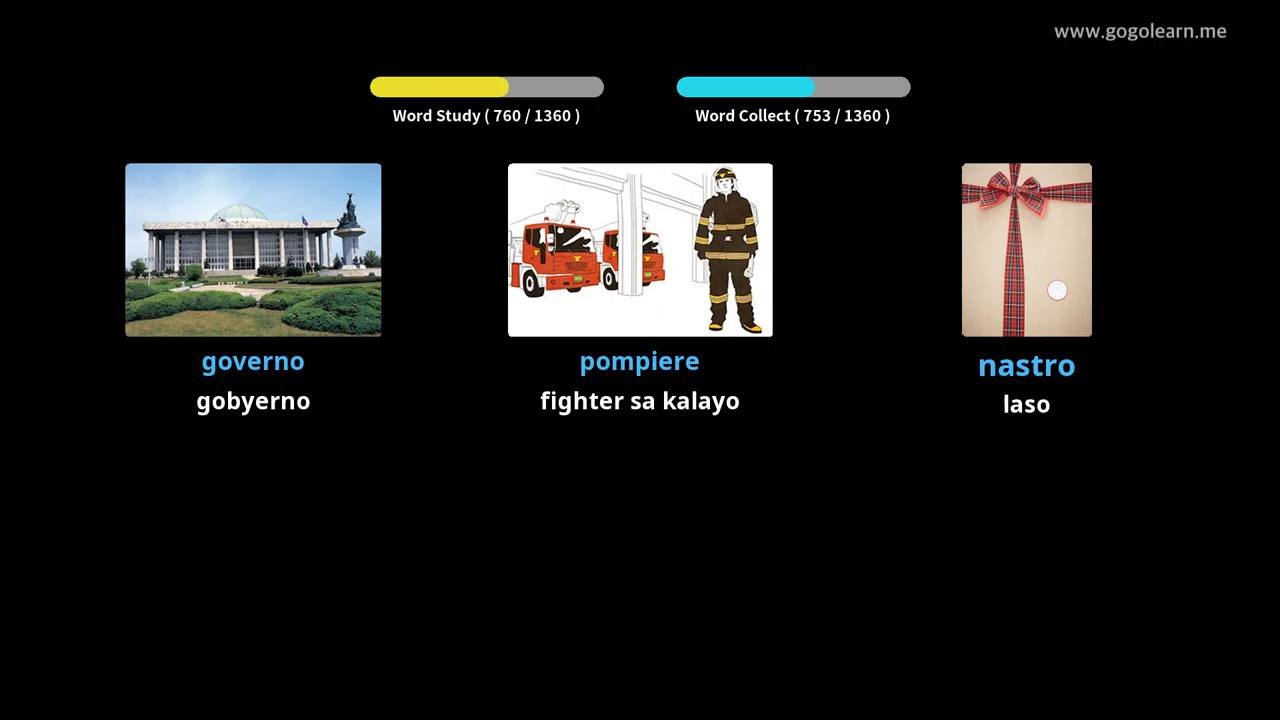 www.gogolearn.me
Word Study ( 760 / 1360 )
Word Collect ( 753 / 1360 )
governo
gobyerno
pompiere
fighter sa kalayo
nastro
laso